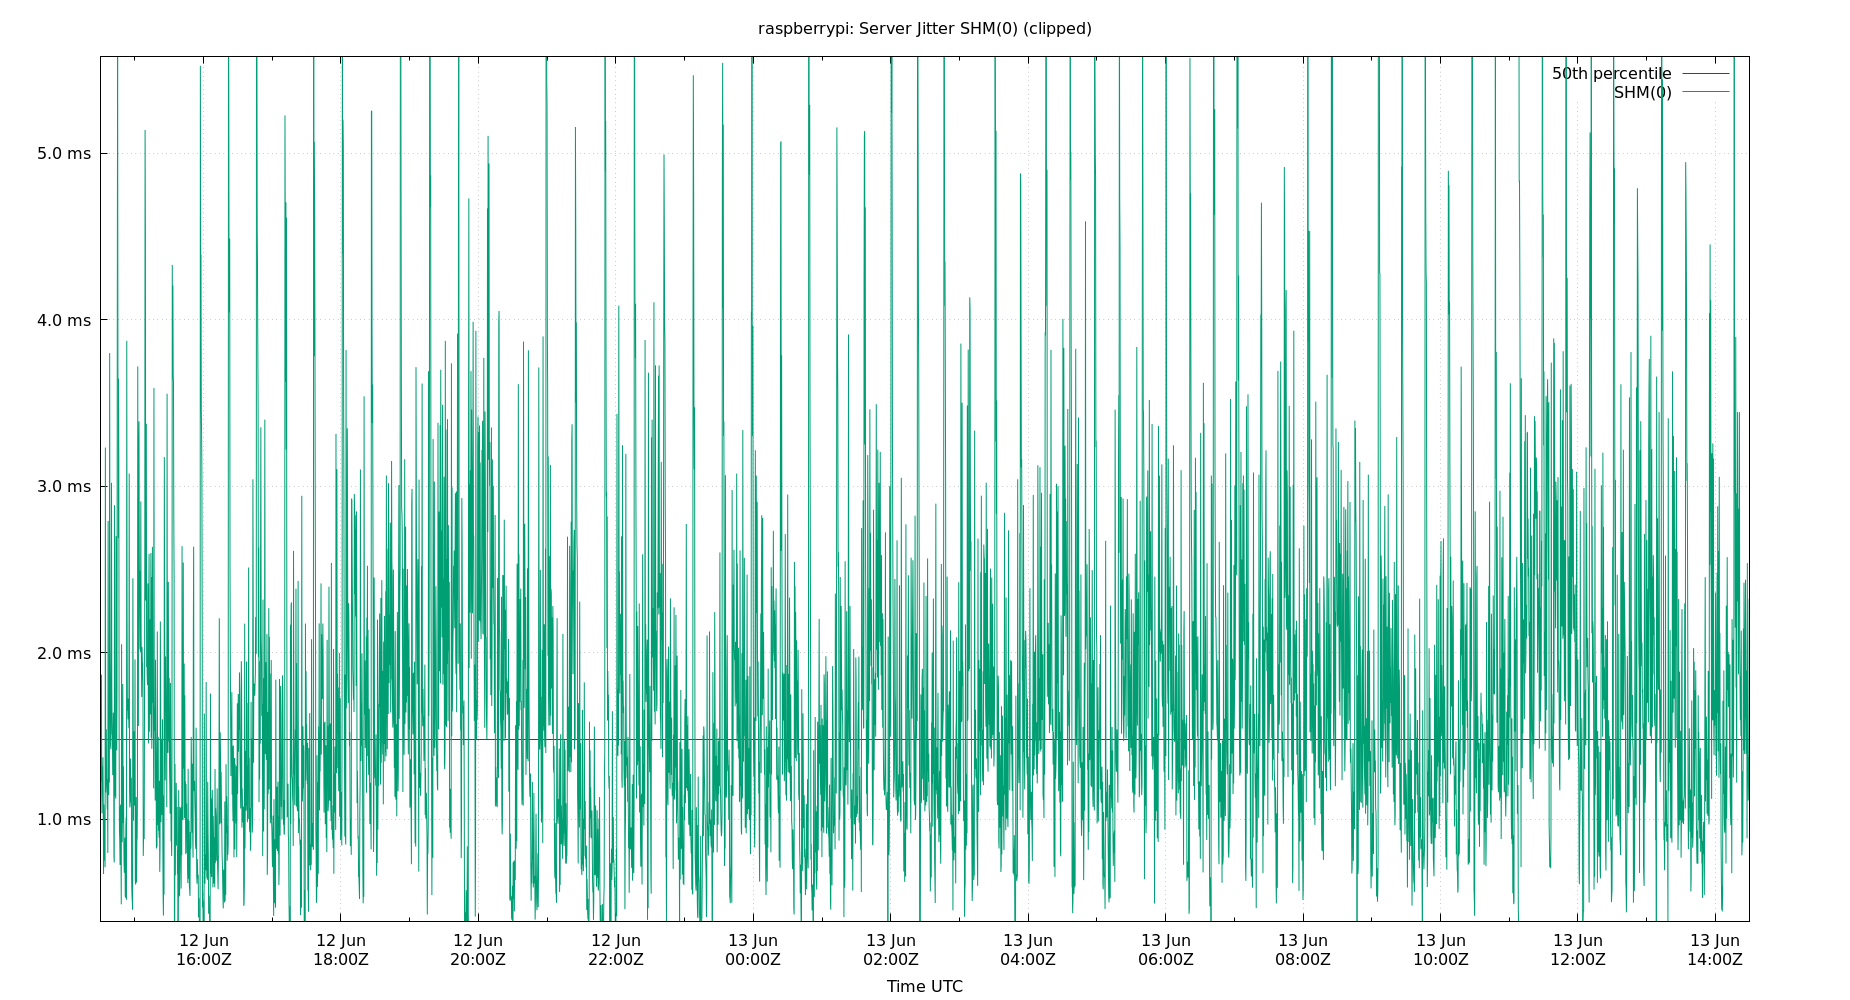 raspberrypi: Server Jitter SHM(0) (clipped)
50th percentile
SHM(0)
5.0 ms
4.0 ms
3.0 ms
2.0 ms
1.0 ms
12 Jun 12 Jun 12 Jun 12 Jun 13 Jun 13 Jun 13 Jun 13 Jun 13 Jun 13 Jun 13 Jun 13 Jun
16:00Z 18:00Z 20:00Z 22:00Z 00:00Z 02:00Z 04:00Z 06:00Z 08:00Z 10:00Z 12:00Z 14:00Z
Time UTC